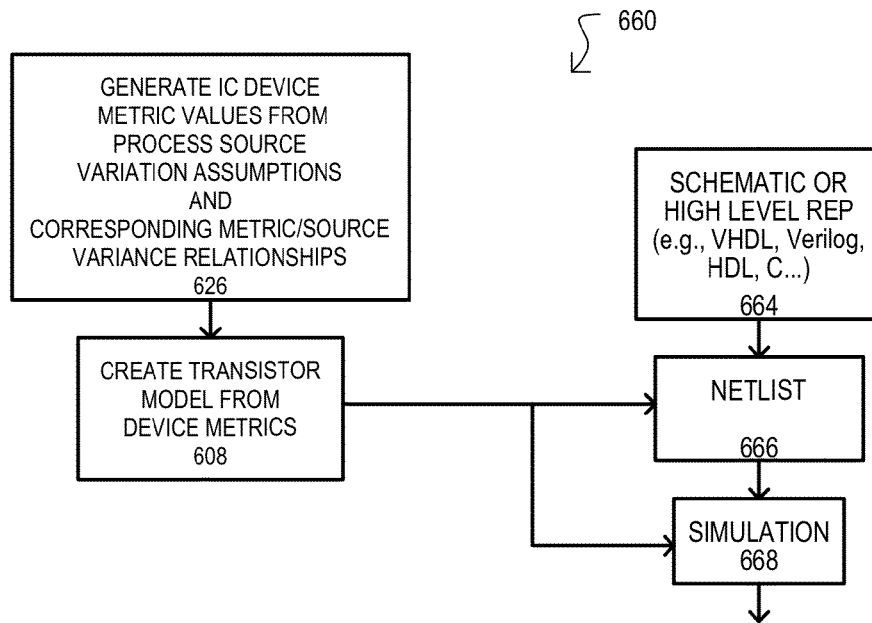 660
GENERATE IC DEVICE
METRIC VALUES FROM
PROCESS SOURCE
VARIATION ASSUMPTIONS
AND
CORRESPONDING METRIC/SOURCE
VARIANCE RELATIONSHIPS
626
SCHEMATIC OR
HIGH LEVEL REP
(e.g., VHDL, Verilog,
HDL, C...)
664
CREATE TRANSISTOR
MODEL FROM
DEVICE METRICS
608
NETLIST
666
SIMULATION
668